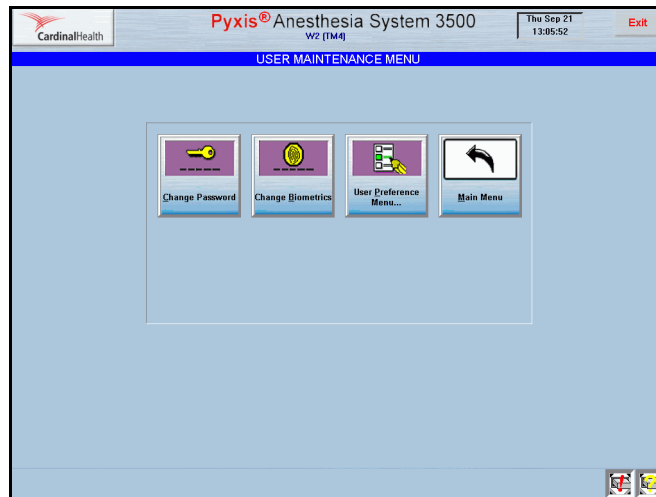 CardinalHealth
Pyxis® Anesthesia System 3500
W2 (TM4)
Thu Sep 21
13:05:52
Exit
USER MAINTENANCE MENU
Change Password
Change Biometrics
User Preference
Menu...
Main Menu